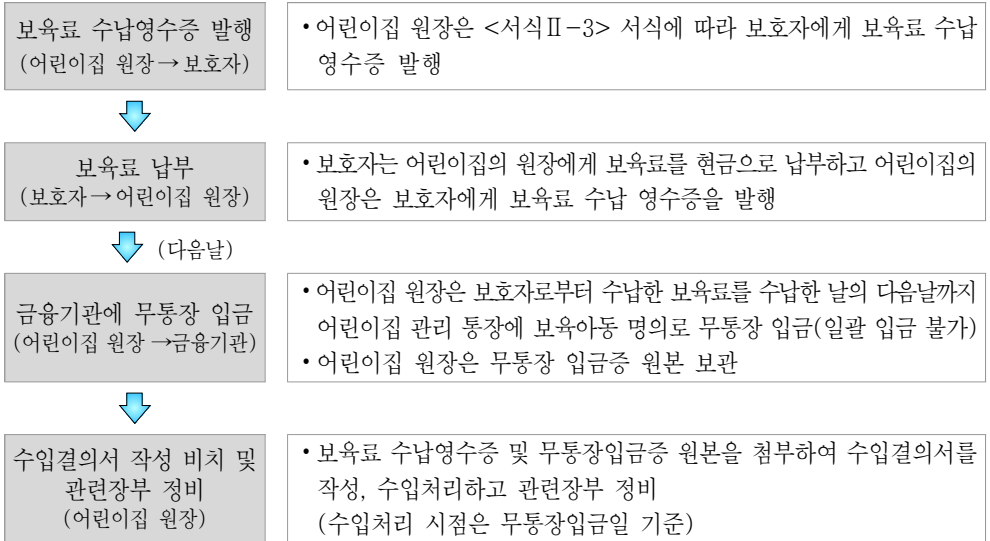 보육료 수납영수증 발행
(어린이집 원장→보호자)
•어린이집 원장은 <서식Ⅱ-3> 서식에 따라 보호자에게 보육료 수납
영수증 발행
보육료 납부
(보호자→어린이집 원장)
•보호자는 어린이집의 원장에게 보육료를 현금으로 납부하고 어린이집의
원장은 보호자에게 보육료 수납 영수증을 발행
(다음날)
금융기관에 무통장 입금
(어린이집 원장→금융기관)
•어린이집 원장은 보호자로부터 수납한 보육료를 수납한 날의 다음날까지
어린이집 관리 통장에 보육아동 명의로 무통장 입금(일괄 입금 불가)
•어린이집 원장은 무통장 입금증 원본 보관
수입결의서 작성 비치 및
관련장부 정비
(어린이집 원장)
•보육료 수납영수증 및 무통장입금증 원본을 첨부하여 수입결의서를
작성, 수입처리하고 관련장부 정비
(수입처리 시점은 무통장입금일 기준)